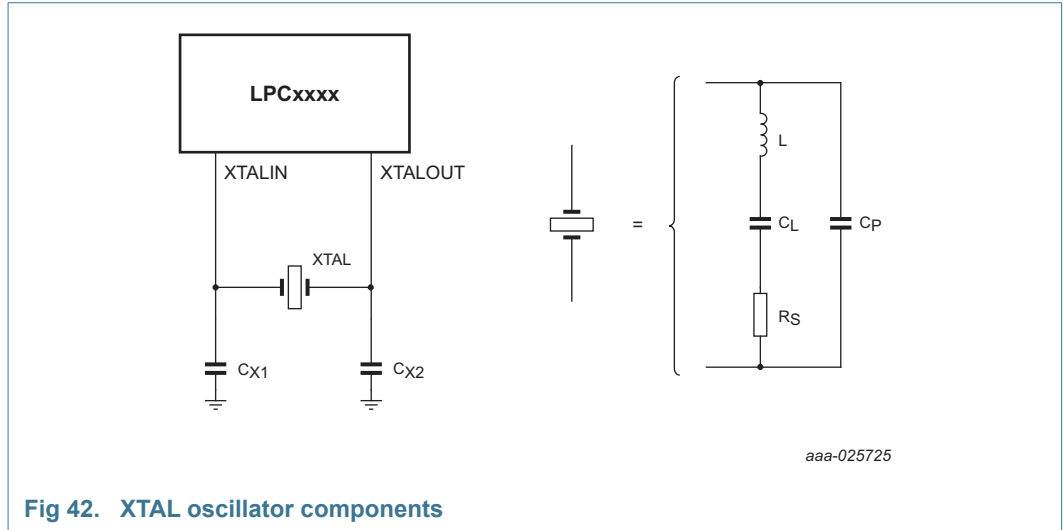 LPCxxxx
XTALIN
XTALOUT
XTAL
CX1
CX2
=
L
CL
CP
RS
aaa-025725
Fig 42. XTAL oscillator components